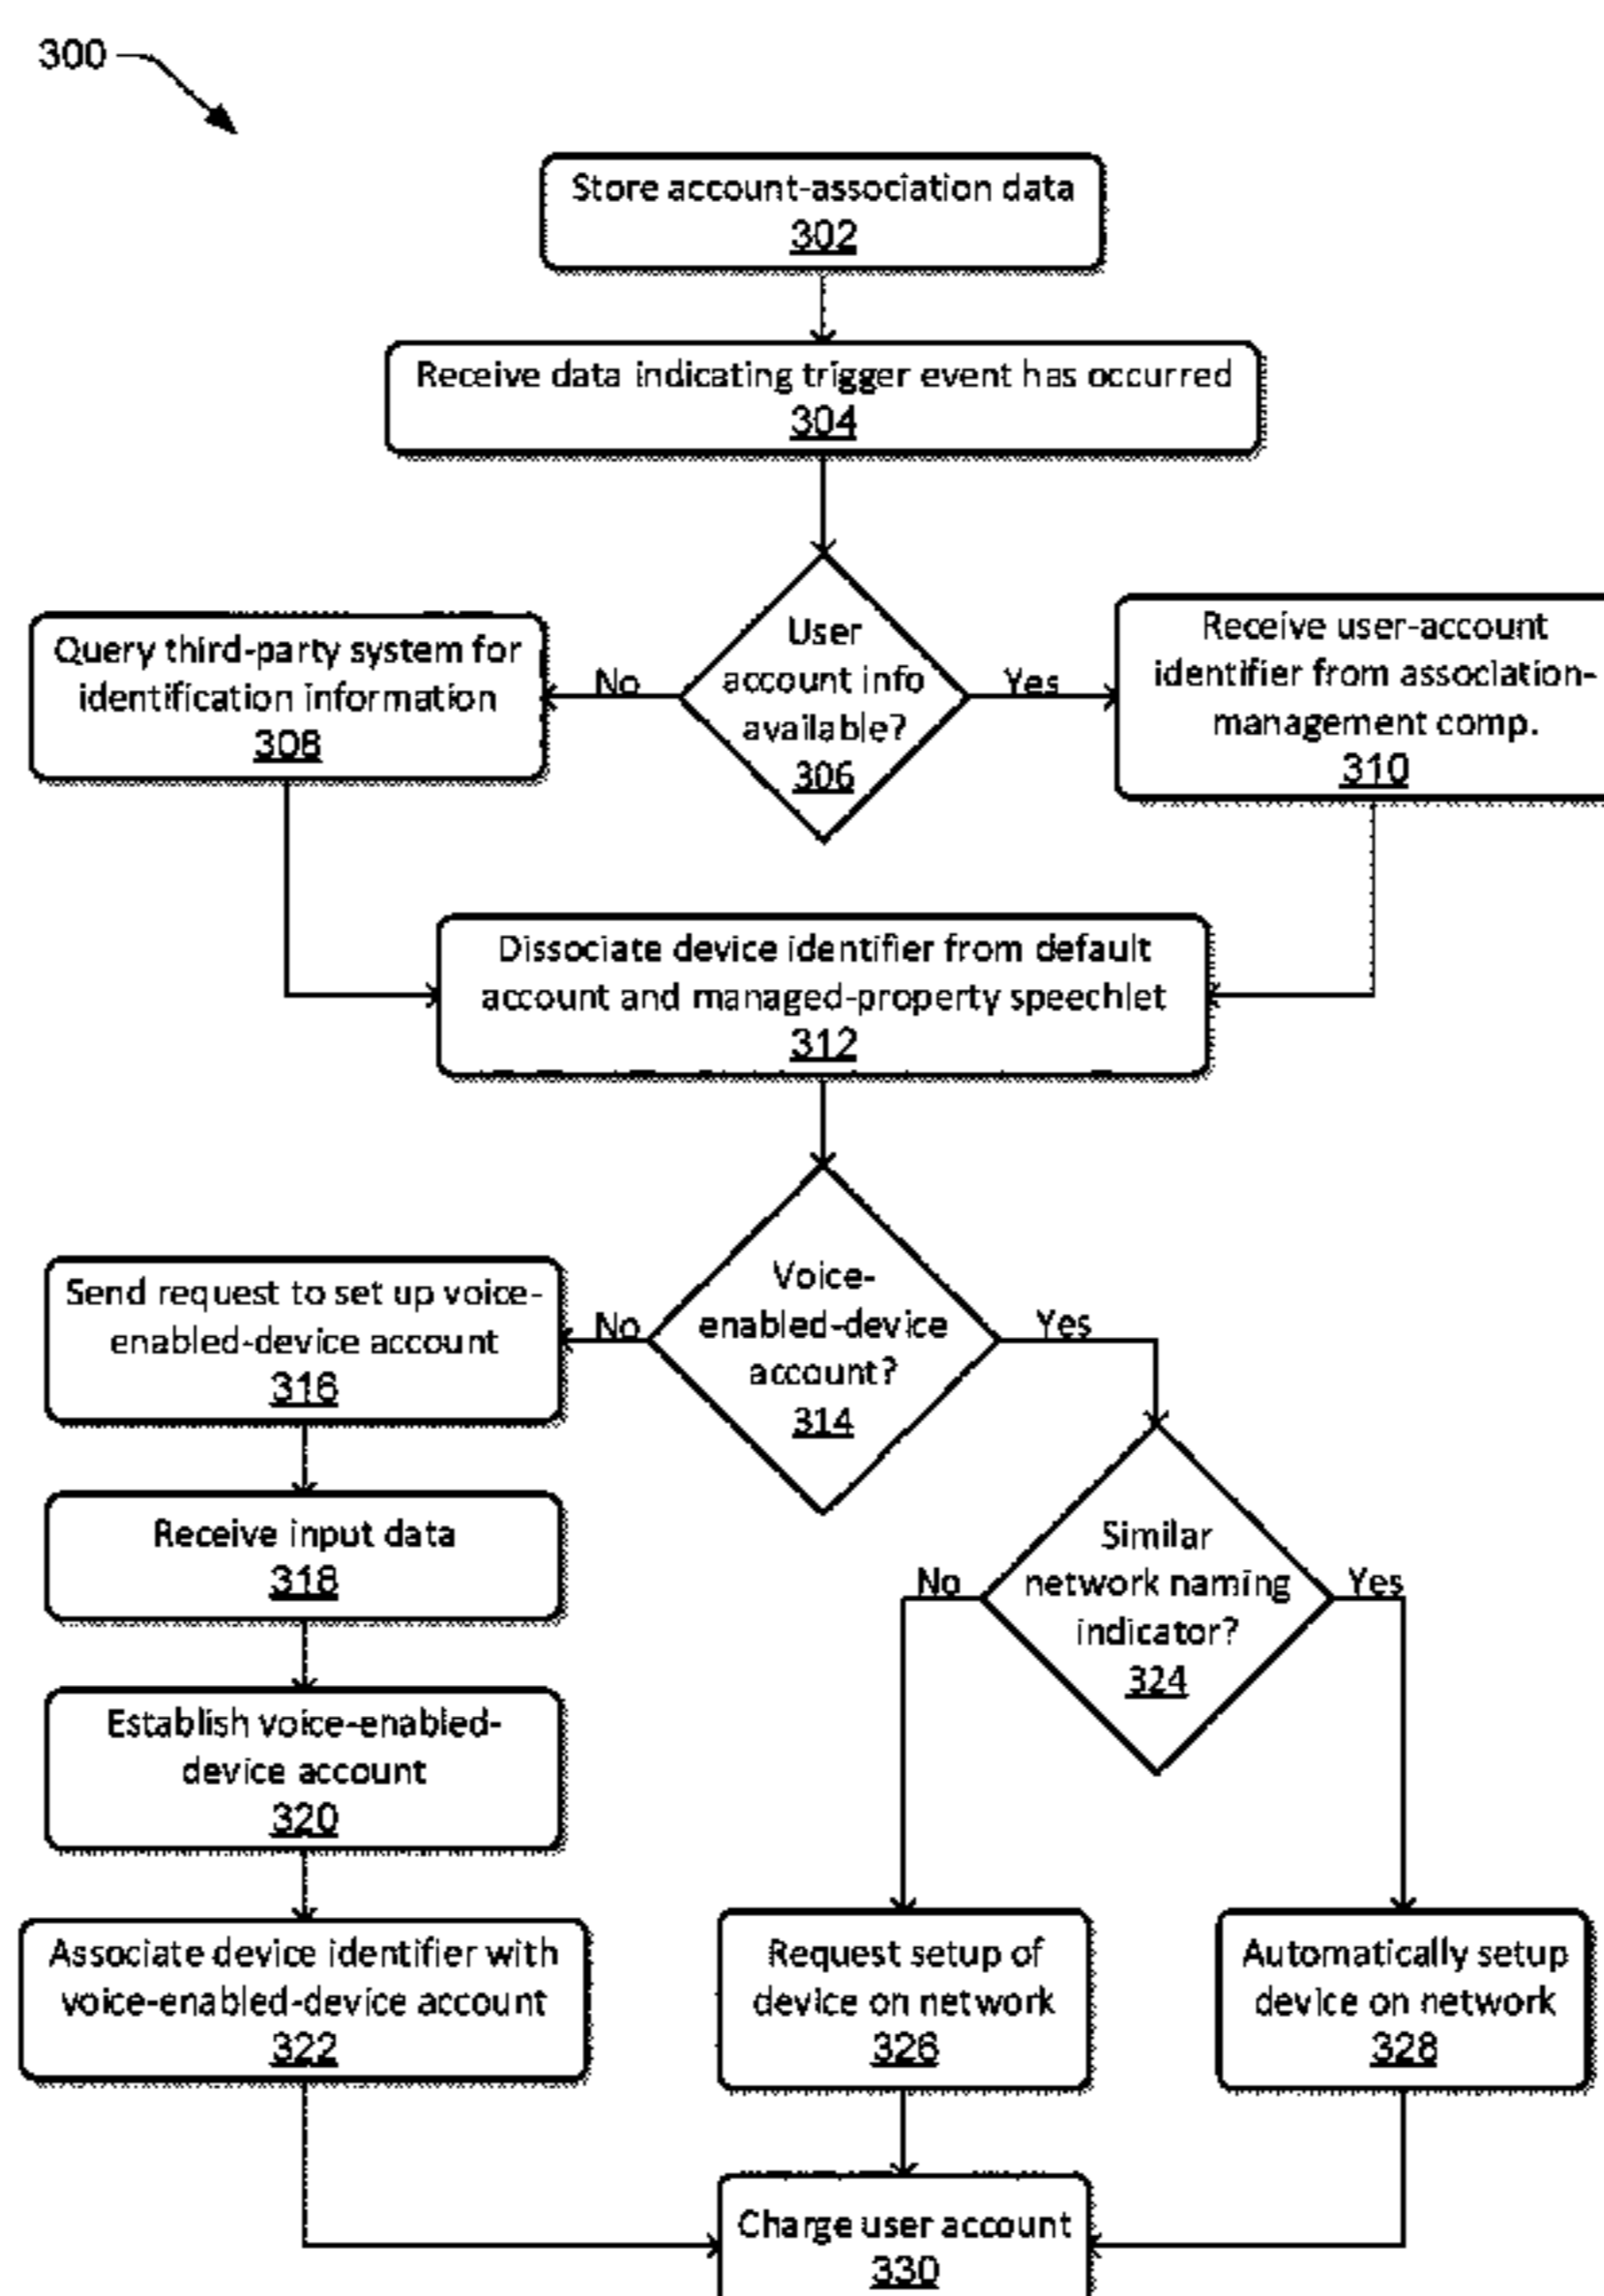 300
Store account-association data
302
Receive data indicating trigger event has occurred
304
User
account info
available?
306
No
Yes
Query third-party system for
identification information
308
Receive user-account
identifier from association-
management comp.
310
Dissociate device identifier from default
account and managed-property speechlet
312
Voice-
enabled-device
account?
314
No
Yes
Send request to set up voice-
enabled-device account
316
Receive input data
318
Establish voice-enabled-
device account
320
Associate device identifier with
voice-enabled-device account
322
Similar
network naming
indicator?
324
No
Yes
Request setup of
device on network
326
Automatically setup
device on network
328
Charge user account
330